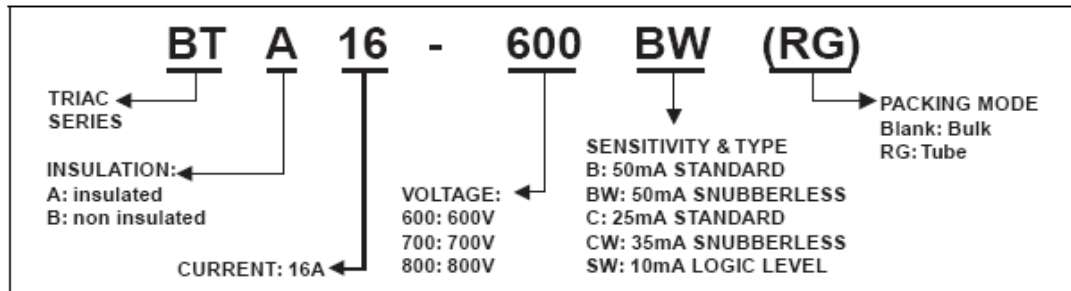 BT A 16 - 600 BW (RG)
TRIAC
SERIES
INSULATION:
A: insulated
B: non insulated
CURRENT: 16A
VOLTAGE:
600: 600V
700: 700V
800: 800V
SENSITIVITY & TYPE
B: 50mA STANDARD
BW: 50mA SNUBBERLESS
C: 25mA STANDARD
CW: 35mA SNUBBERLESS
SW: 10mA LOGIC LEVEL
PACKING MODE
Blank: Bulk
RG: Tube